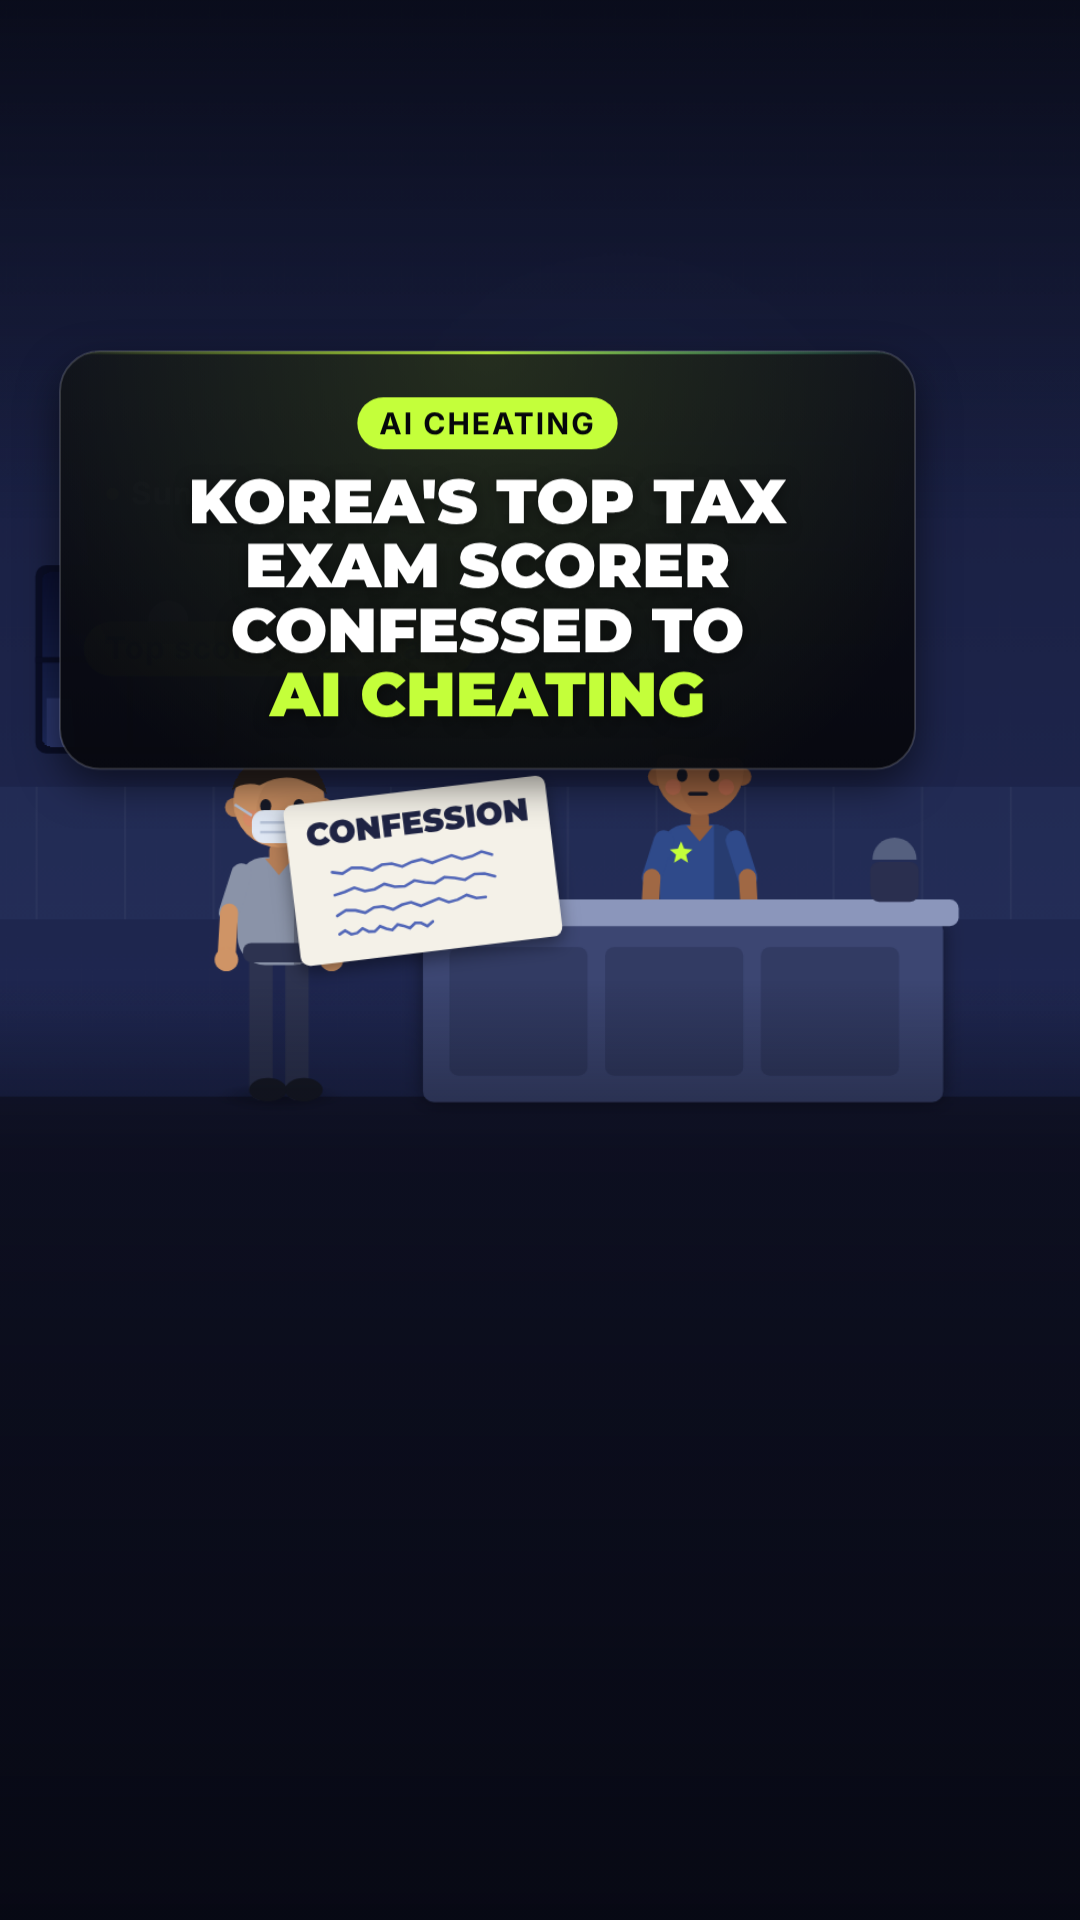 AI CHEATING
KOREA'S TOP TAX
EXAM SCORER
CONFESSED TO
AI CHEATING
CONFESSION